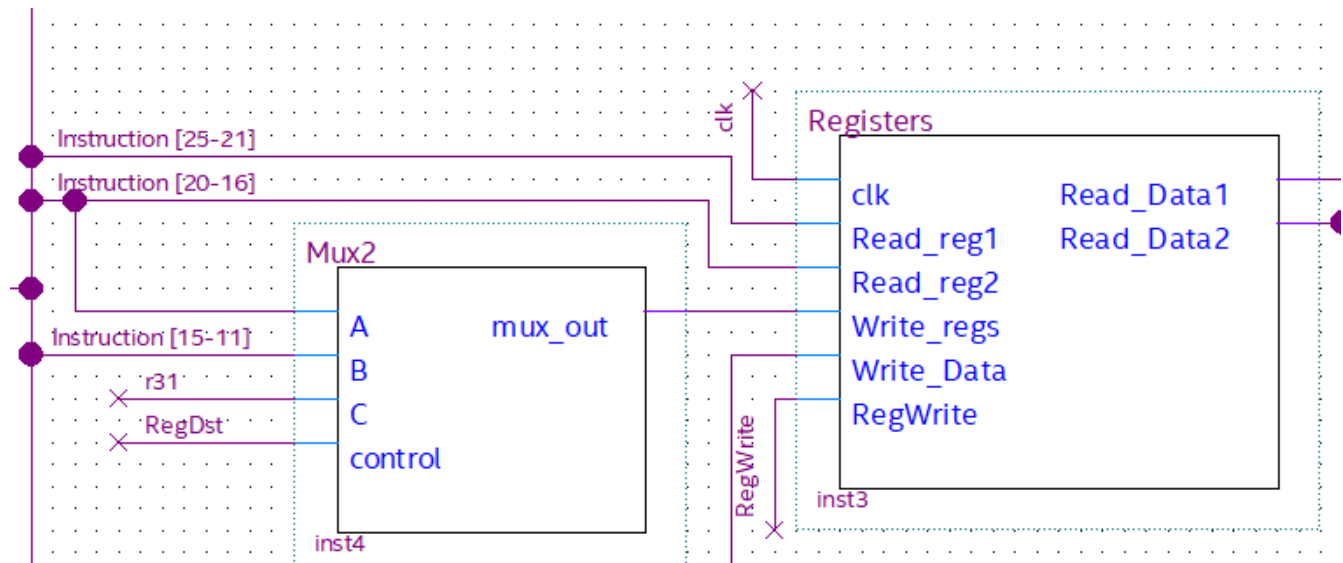 clk
Registers
Instruction [25-21]
Instruction [20-16]
clk Read_Data1
Read_reg1 Read_Data2
Read_reg2
Write_regs
Write_Data
RegWrite
Mux2
A mux_out
B
C
control
Instruction [15-11]
r31
RegDst
RegWrite
inst3
inst4